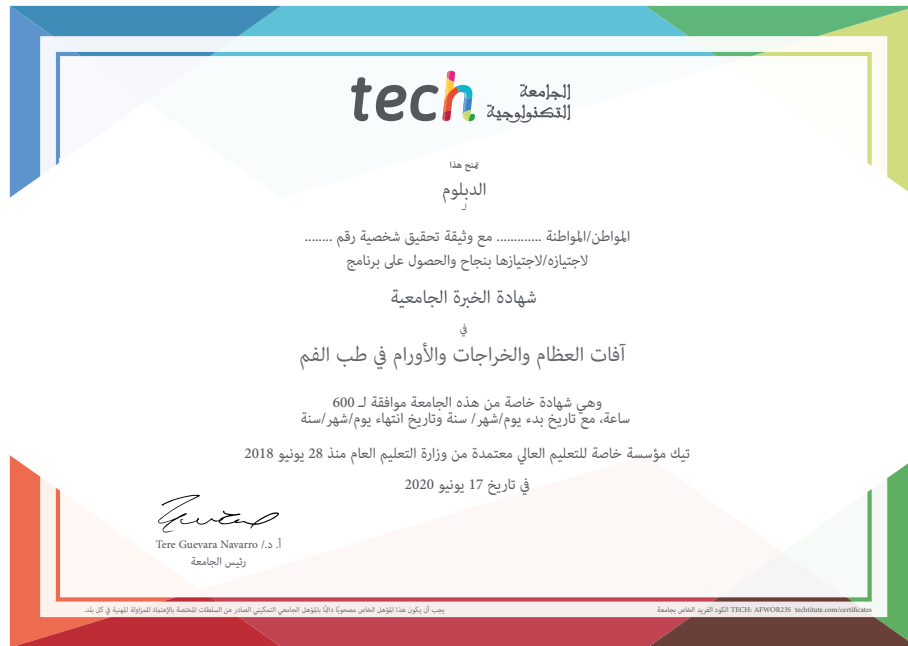 tech الجامعة
التكنولوجية
تمنح هذا
الدبلوم
لـ
المواطن/المواطنة ............. مع وثيقة تحقيق شخصية رقم ........
لاجتيازه/لاجتيازها بنجاح والحصول على برنامج
شهادة الخبرة الجامعية
في
آفات العظام والخراجات والأورام في طب الفم
وهي شهادة خاصة من هذه الجامعة موافقة لـ 600
ساعة، مع تاريخ بدء يوم/شهر/ سنة وتاريخ انتهاء يوم/شهر/سنة
تيك مؤسسة خاصة للتعليم العالي معتمدة من وزارة التعليم العام منذ 28 يونيو 2018
في تاريخ 17 يونيو 2020
أ. د./ Tere Guevara Navarro
رئيس الجامعة
يجب أن يكون هذا المؤهل الخاص مصحوبًا دائمًا بالمؤهل الجامعي التمكيني الصادر عن السلطات المختصة بالإعتماد للمزاولة المهنية في كل بلد.
الكود الفريد الخاص بجامعة TECH: AFWOR23S techtitute.com/certificates